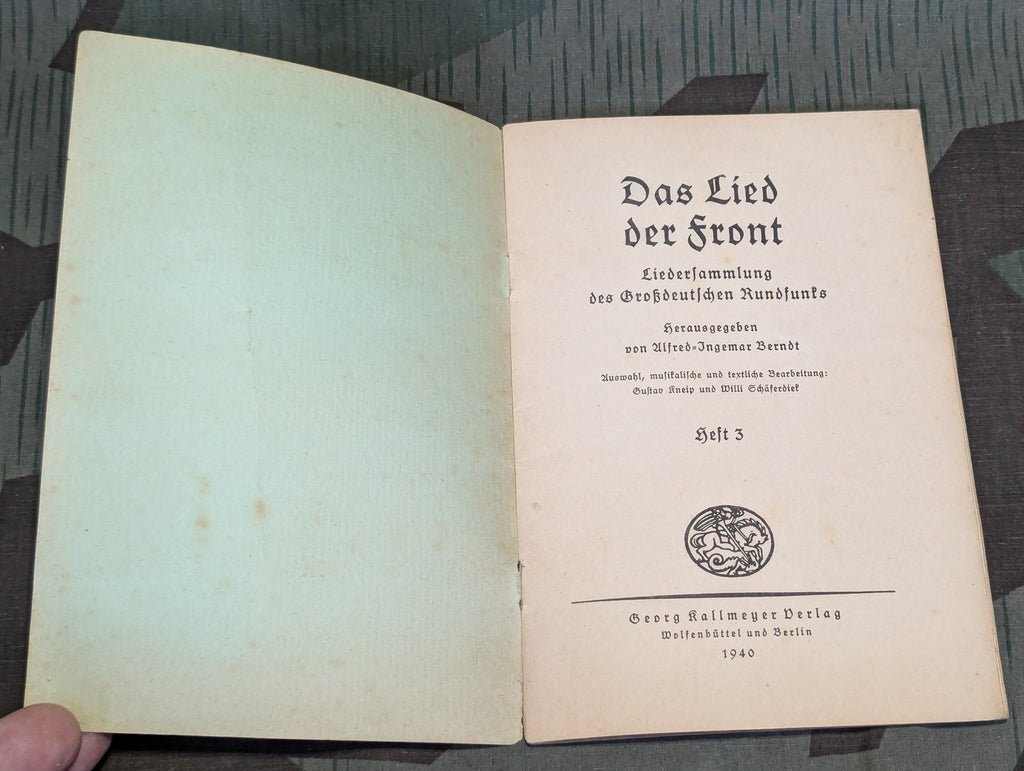 Das Lied
der Front
Liedersammlung
des Großdeutschen Rundfunks
Herausgegeben
von Alfred-Ingemar Berndt
Auswahl, musikalische und textliche Bearbeitung:
Gustav Kneip und Willi Schäferdiek
Heft 3
Georg Kallmeyer Verlag
Wolfenbüttel und Berlin
1940